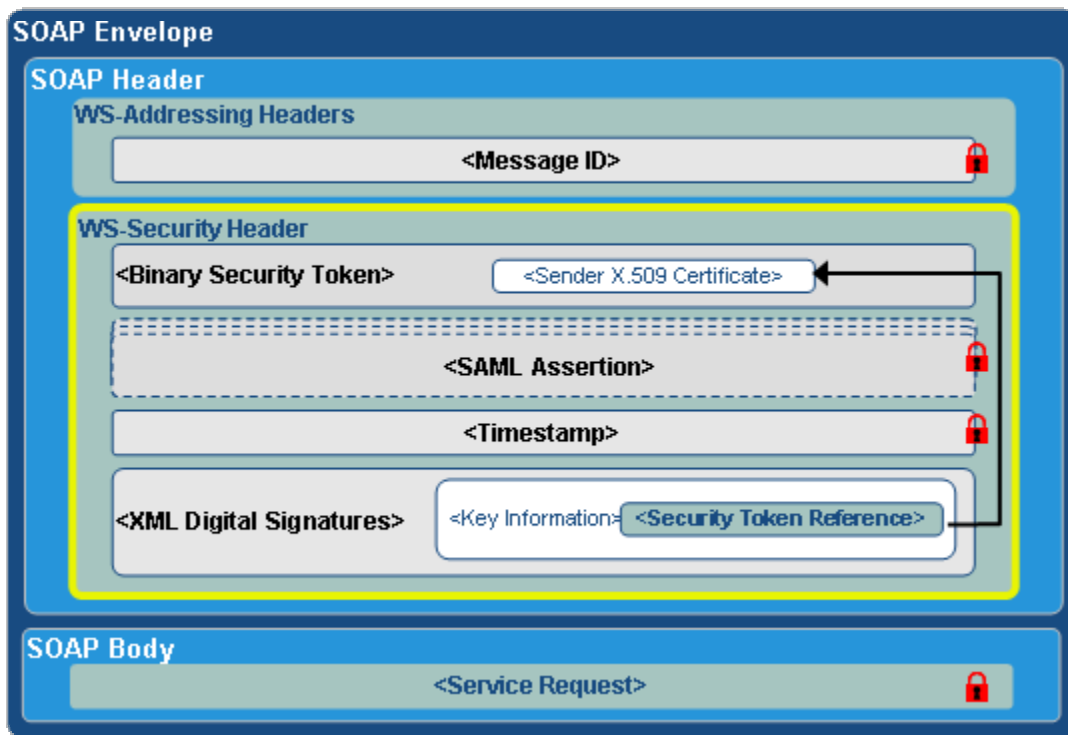 SOAP Envelope
SOAP Header
WS-Addressing Headers
<Message ID>
WS-Security Header
<Binary Security Token> <Sender X.509 Certificate>
<SAML Assertion>
<Timestamp>
<XML Digital Signatures> <Key Information> <Security Token Reference>
SOAP Body
<Service Request>